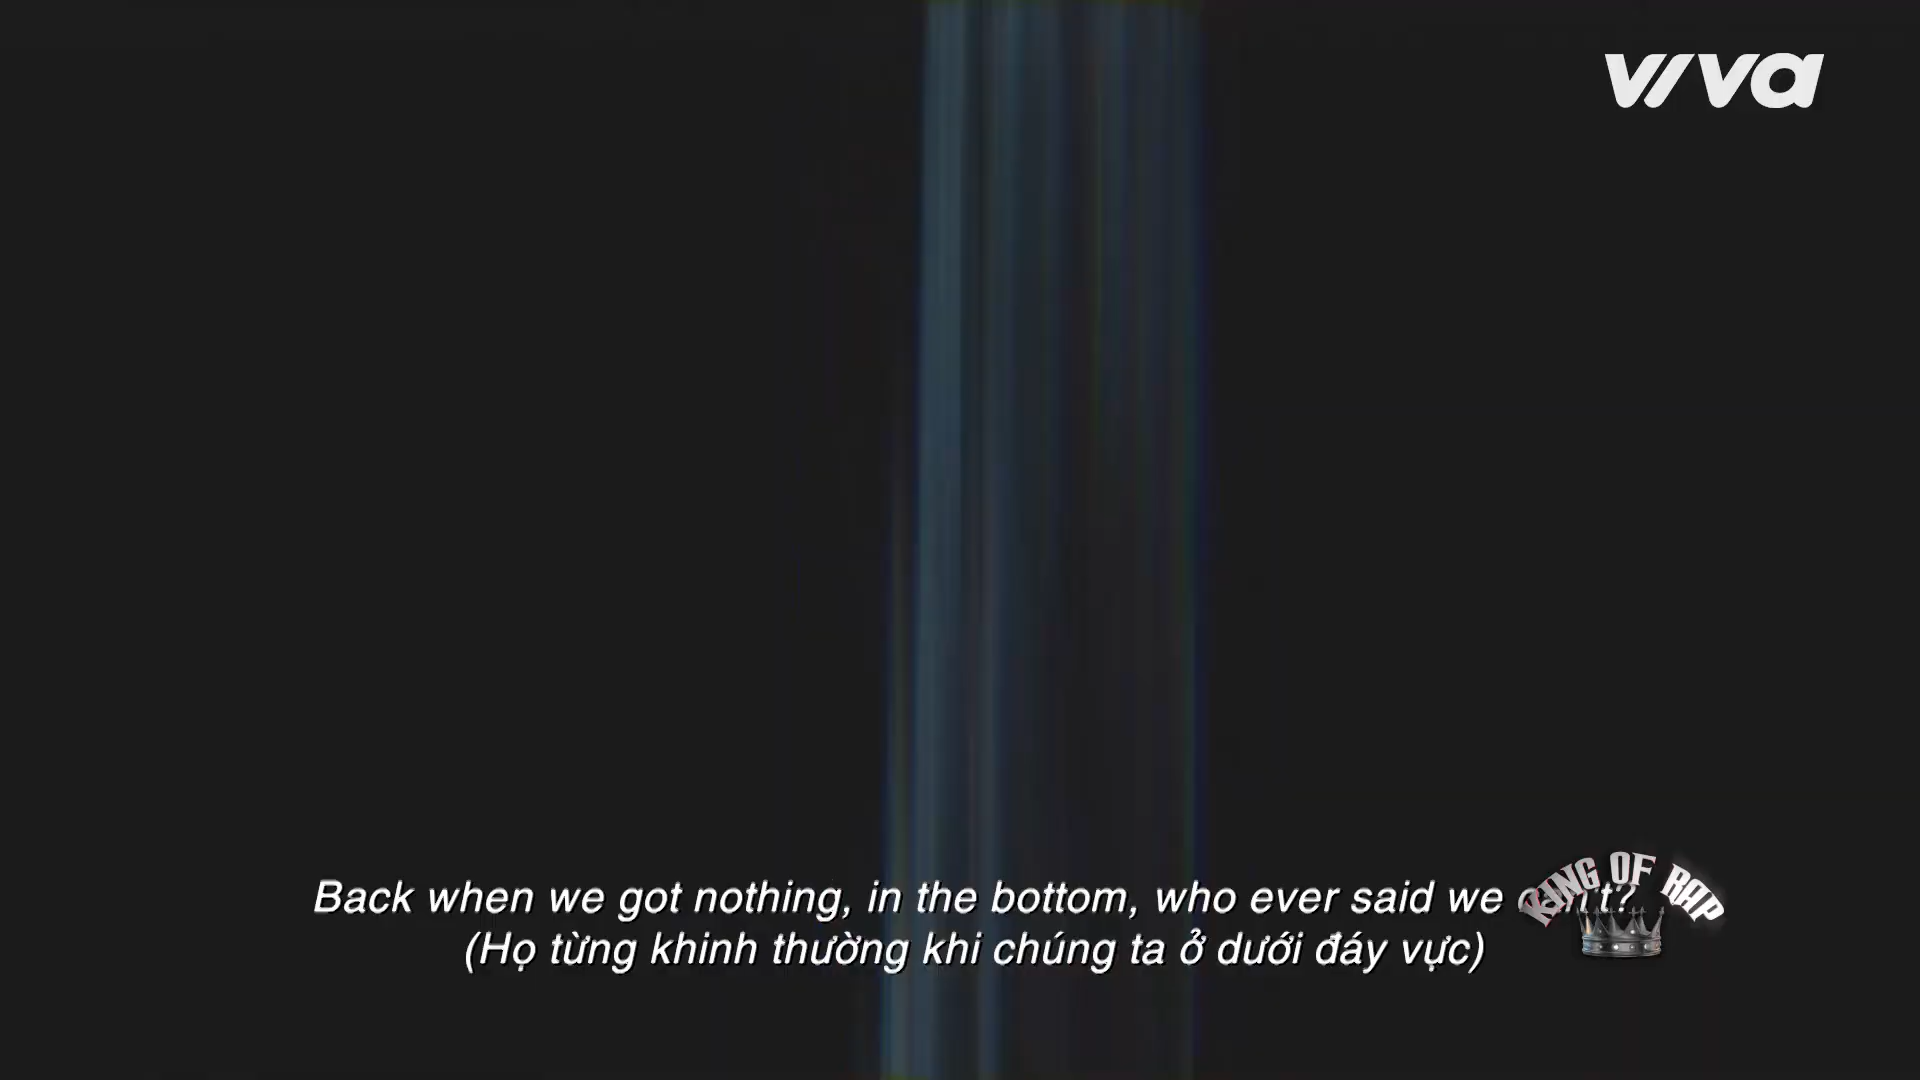 VIVA
Back when we got nothing, in the bottom, who ever said we
KING OF RAP
(Họ từng khinh thường khi chúng ta ở dưới đáy vực)